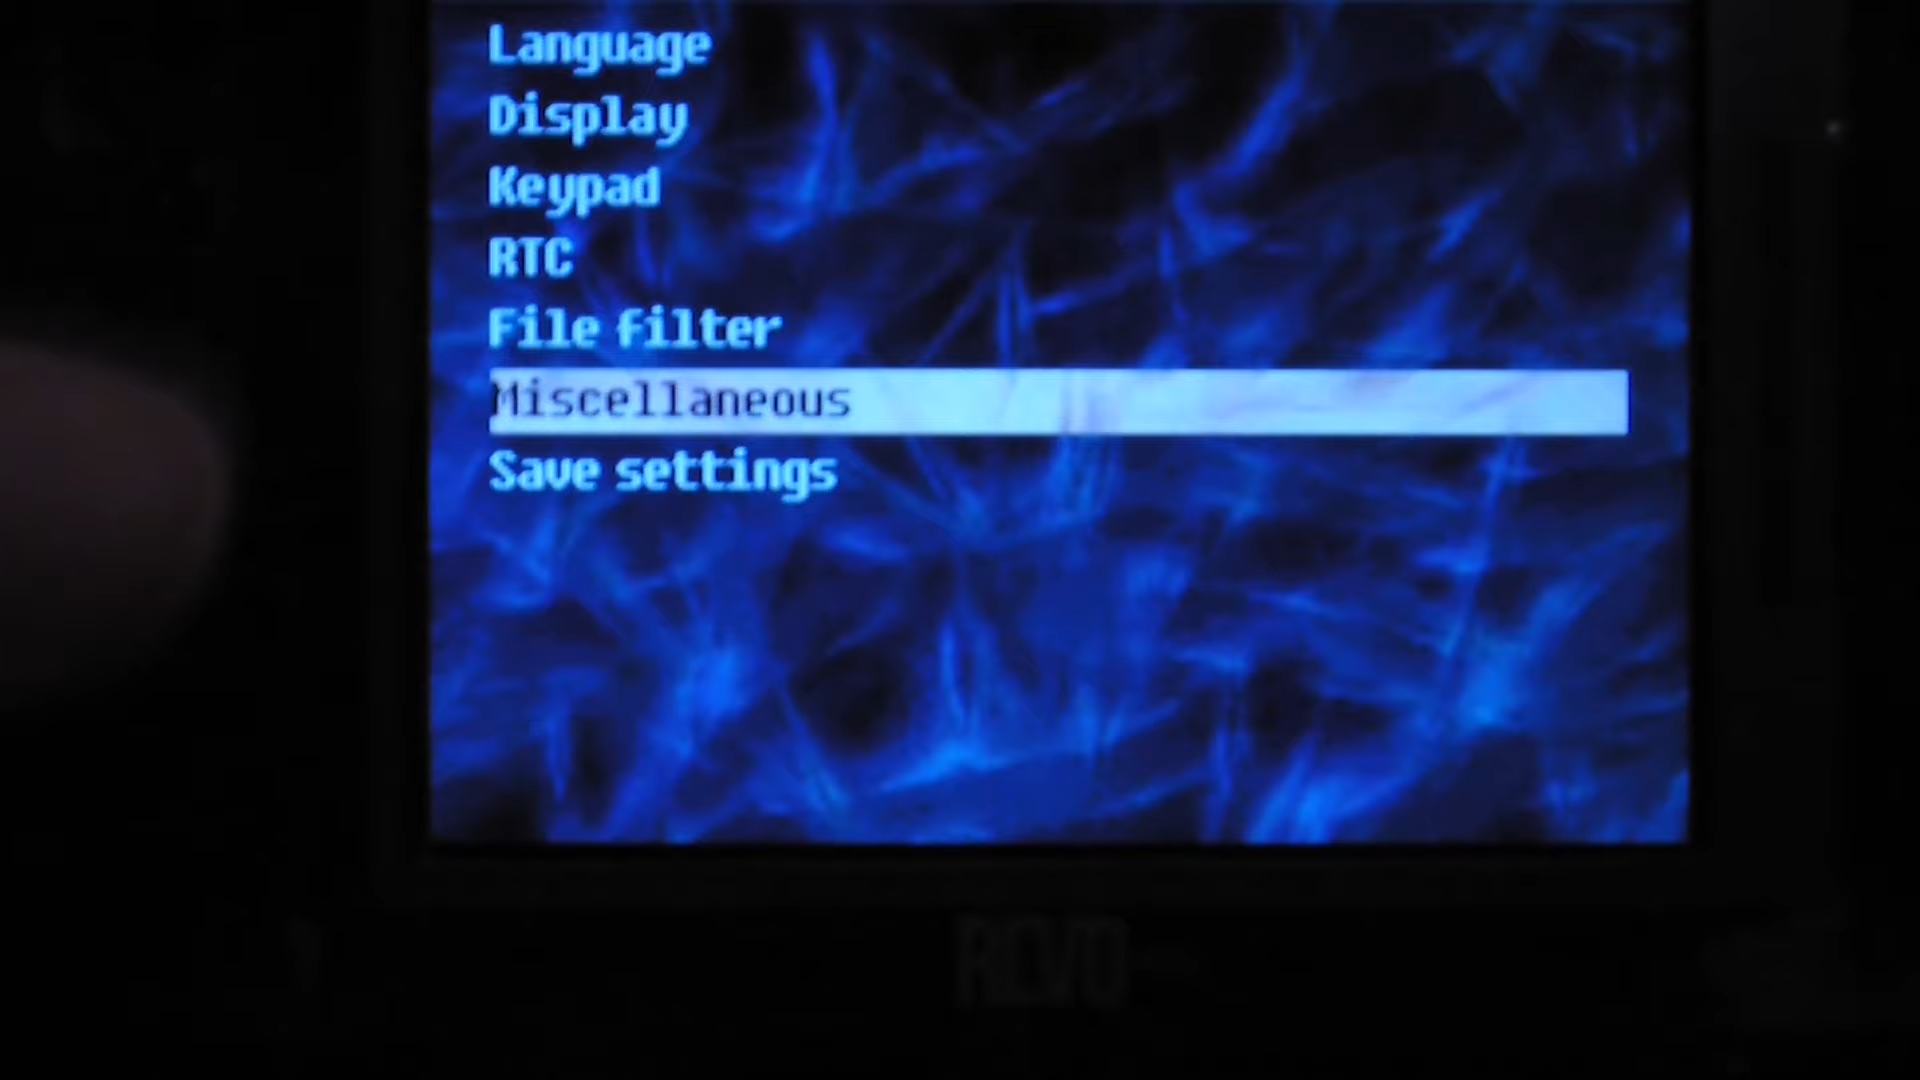 Language
Display
Keypad
RTC
File filter
Miscellaneous
Save settings